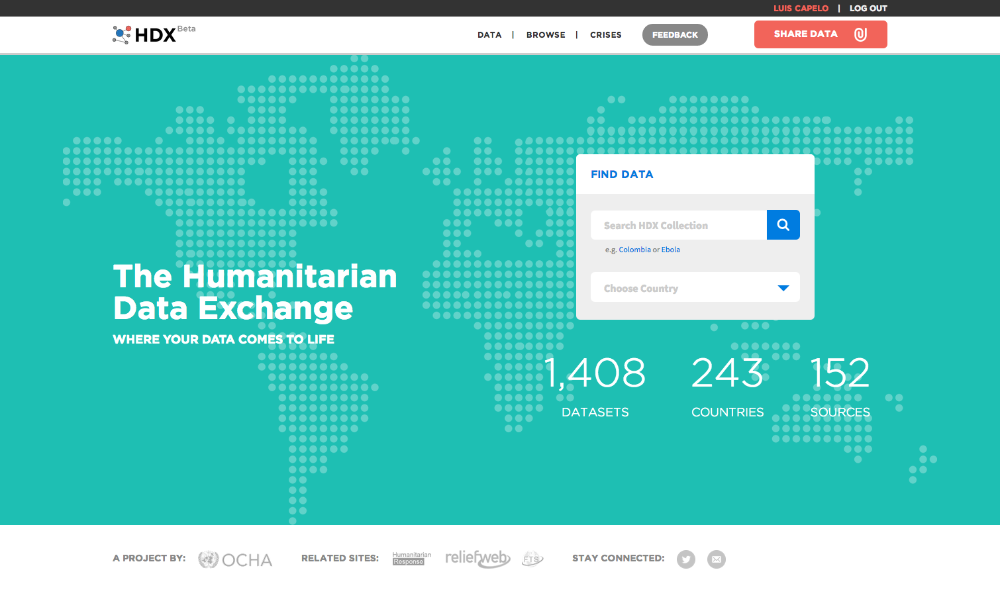 LUIS CAPELO | LOG OUT
HDX Beta
DATA | BROWSE | CRISES FEEDBACK SHARE DATA
FIND DATA
Search HDX Collection
e.g. Colombia or Ebola
Choose Country
The Humanitarian
Data Exchange
WHERE YOUR DATA COMES TO LIFE
1,408 243 152
DATASETS COUNTRIES SOURCES
A PROJECT BY: OCHA RELATED SITES: Humanitarian Response reliefweb FTS STAY CONNECTED: